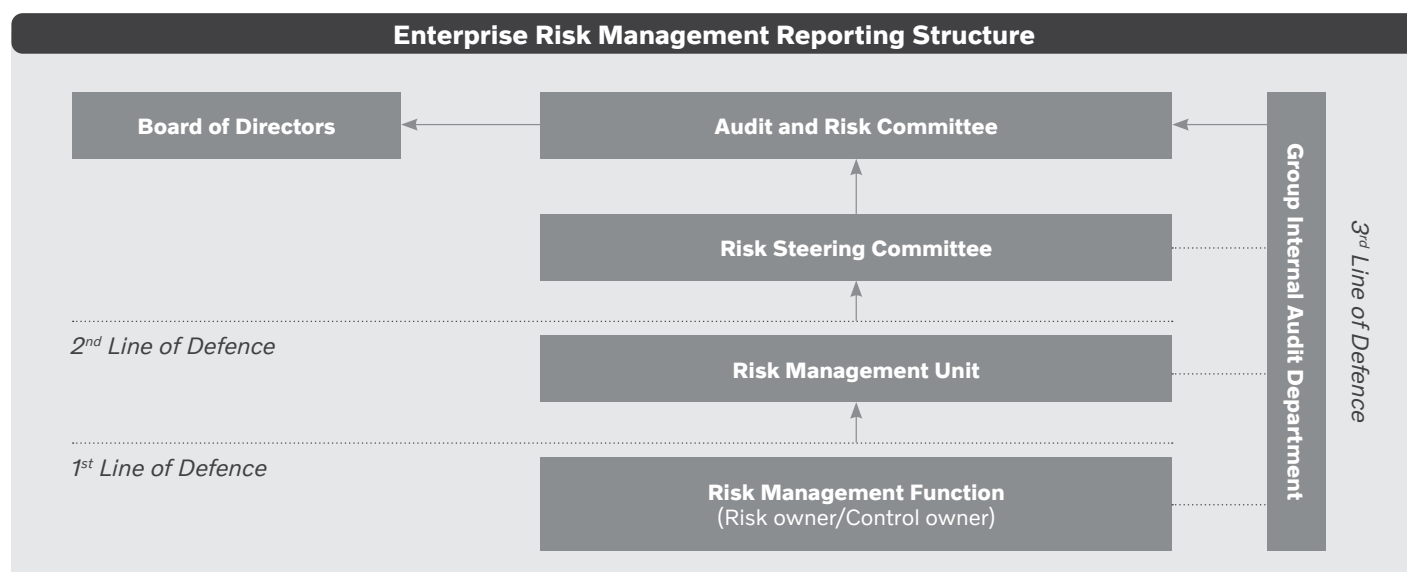 Enterprise Risk Management Reporting Structure
Board of Directors
Audit and Risk Committee
Risk Steering Committee
2nd Line of Defence
Risk Management Unit
1st Line of Defence
Risk Management Function
(Risk owner/Control owner)
Group Internal Audit Department
3rd Line of Defence